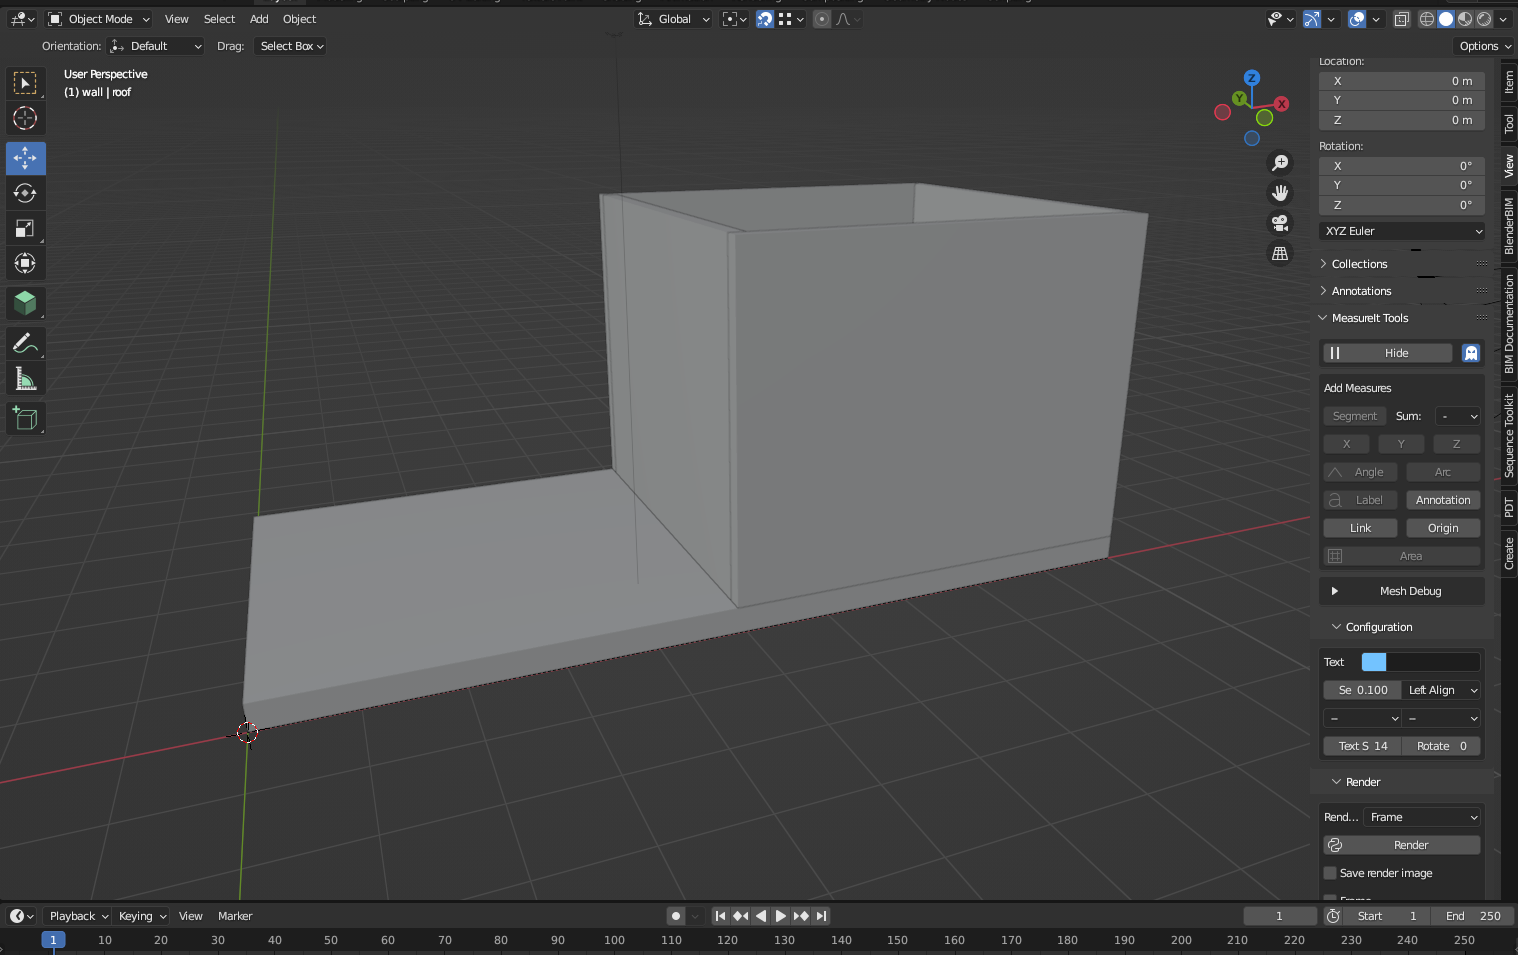 Object Mode View Select Add Object Global
Orientation: Default Drag: Select Box Options
User Perspective
(1) wall | roof
Z
Y
X
Location:
X 0 m
Y 0 m
Z 0 m
Rotation:
X 0°
Y 0°
Z 0°
XYZ Euler
Collections
Annotations
MeasureIt Tools
Hide
Add Measures
Segment Sum: -
X Y Z
Angle Arc
Label Annotation
Link Origin
Area
Mesh Debug
Configuration
Text
Se 0.100 Left Align
– –
Text S 14 Rotate 0
Render
Rend... Frame
Render
Save render image
Item
Tool
View
BlenderBIM
BIM Documentation
Sequence Toolkit
PDT
Create
Playback Keying View Marker 1 Start 1 End 250
1 10 20 30 40 50 60 70 80 90 100 110 120 130 140 150 160 170 180 190 200 210 220 230 240 250